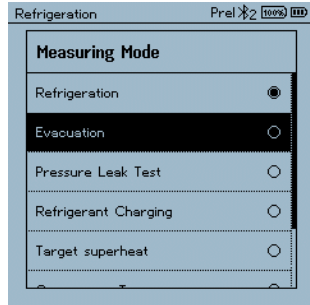 Refrigeration Prel 2 100%
Measuring Mode
Refrigeration
Evacuation
Pressure Leak Test
Refrigerant Charging
Target superheat